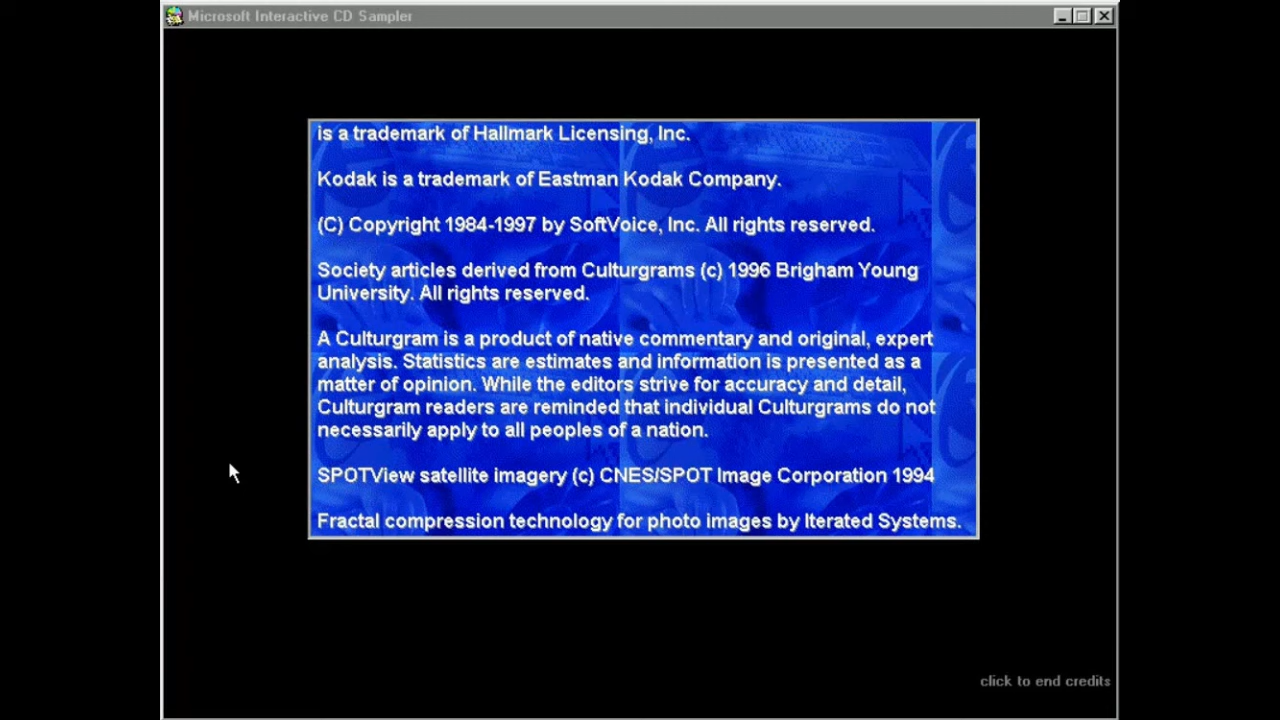 Microsoft Interactive CD Sampler
is a trademark of Hallmark Licensing, Inc.
Kodak is a trademark of Eastman Kodak Company.
(C) Copyright 1984-1997 by SoftVoice, Inc. All rights reserved.
Society articles derived from Culturgrams (c) 1996 Brigham Young
University. All rights reserved.
A Culturgram is a product of native commentary and original, expert
analysis. Statistics are estimates and information is presented as a
matter of opinion. While the editors strive for accuracy and detail,
Culturgram readers are reminded that individual Culturgrams do not
necessarily apply to all peoples of a nation.
SPOTView satellite imagery (c) CNES/SPOT Image Corporation 1994
Fractal compression technology for photo images by Iterated Systems.
click to end credits